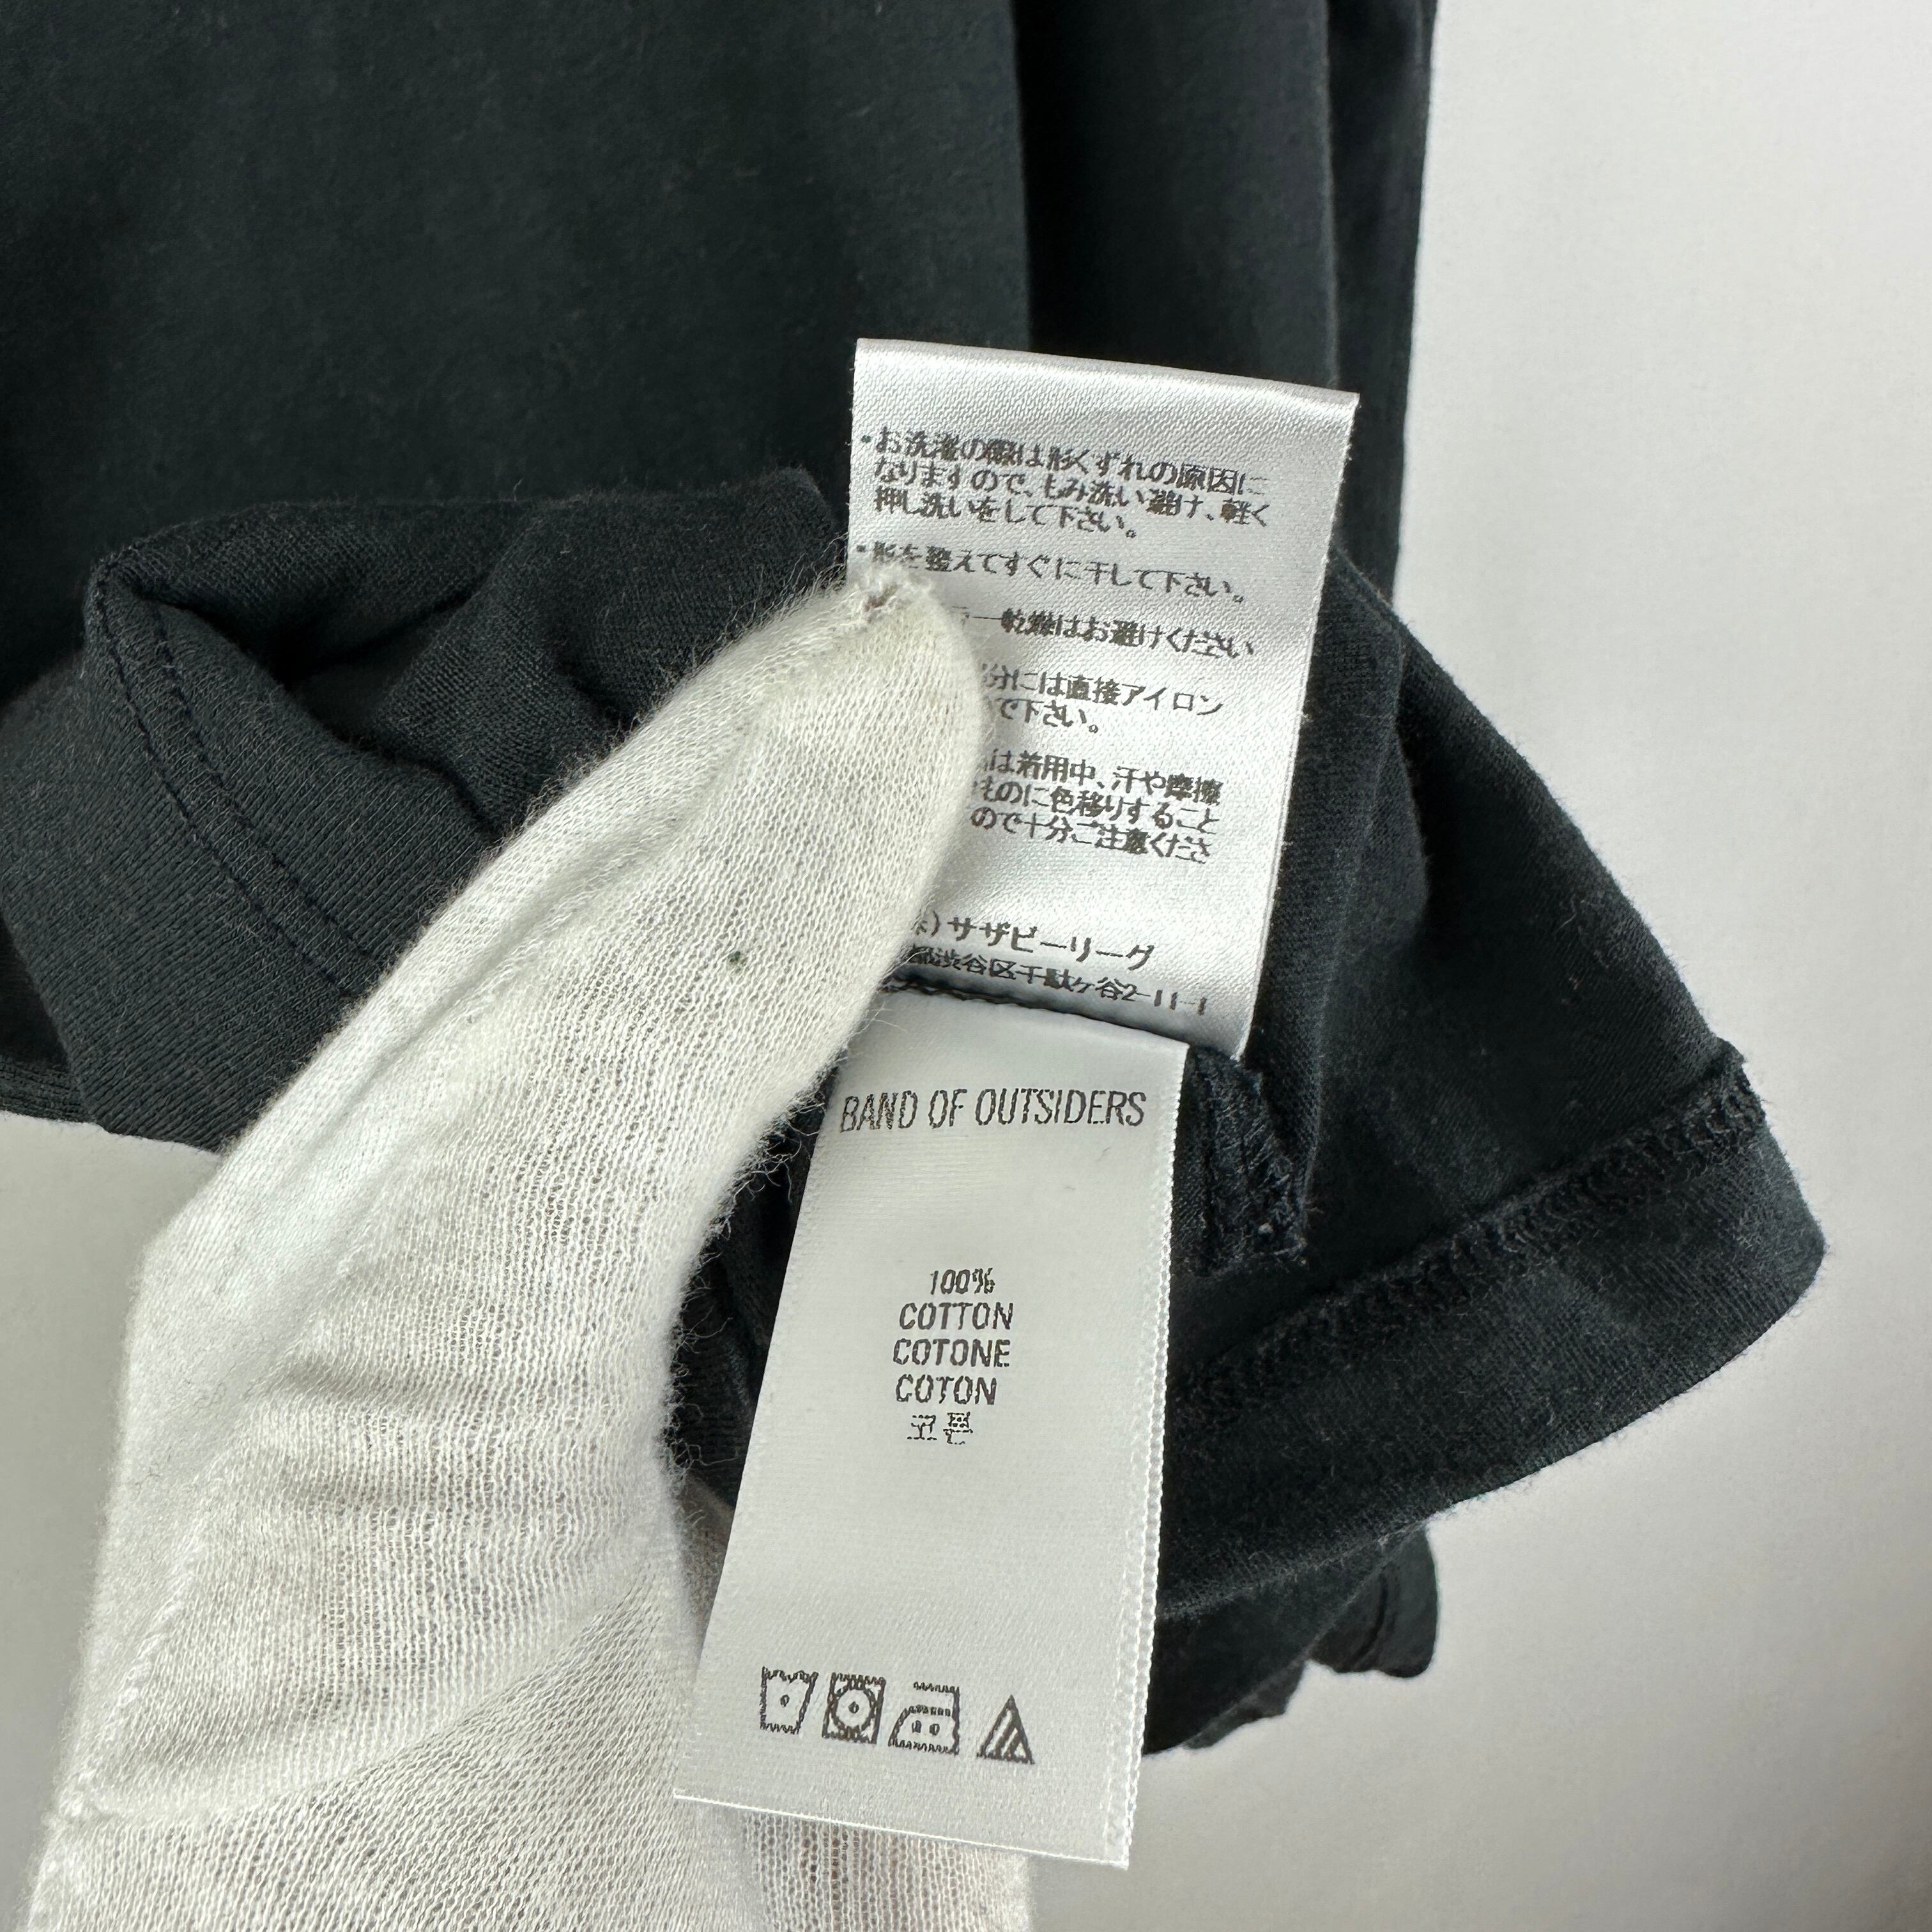 ・お洗濯の際は形くずれの原因に
なりますので、もみ洗い避け、軽く
押し洗いをして下さい。
・形を整えてすぐに干して下さい。
ー乾燥はお避けください
分には直接アイロン
で下さい。
は着用中、汗や摩擦
ものに色移りすること
ので十分ご注意くださ
サザビーリーグ
渋谷区千駄ヶ谷2-11-1
BAND OF OUTSIDERS
100%
COTTON
COTONE
COTON
코튼